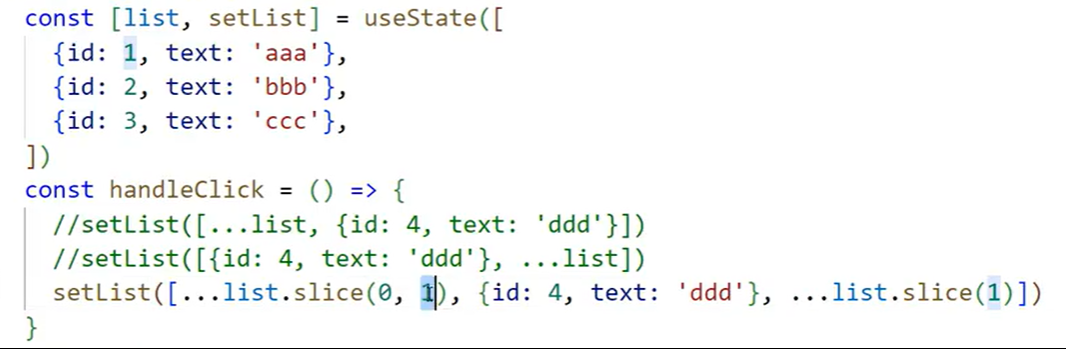 const [list, setList] = useState([
  {id: 1, text: 'aaa'},
  {id: 2, text: 'bbb'},
  {id: 3, text: 'ccc'},
])
const handleClick = () => {
  //setList([...list, {id: 4, text: 'ddd'}])
  //setList([{id: 4, text: 'ddd'}, ...list])
  setList([...list.slice(0, 1), {id: 4, text: 'ddd'}, ...list.slice(1)])
}